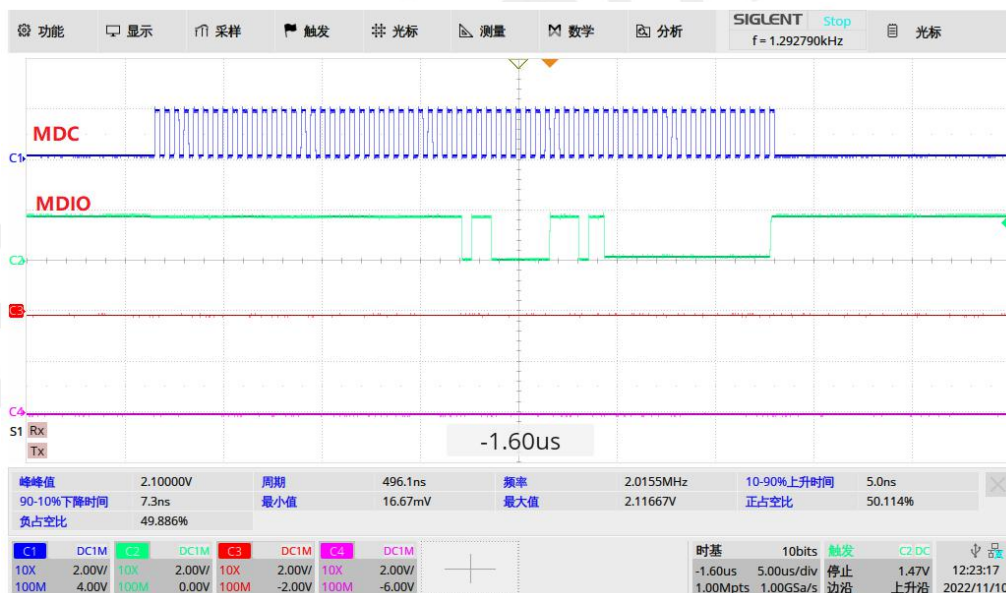 功能 显示 采样 触发 光标 测量 数学 分析 SIGLENT Stop 光标
f = 1.292790kHz
MDC
C1
MDIO
C2
C3
C4
S1 Rx
Tx
-1.60us
峰峰值 2.10000V 周期 496.1ns 频率 2.0155MHz 10-90%上升时间 5.0ns
90-10%下降时间 7.3ns 最小值 16.67mV 最大值 2.11667V 正占空比 50.114%
负占空比 49.886%
C1 DC1M C2 DC1M C3 DC1M C4 DC1M 时基 10bits 触发 C2 DC
10X 2.00V/ 10X 2.00V/ 10X 2.00V/ 10X 2.00V/ -1.60us 5.00us/div 停止 1.47V 12:23:17
100M 4.00V 100M 0.00V 100M -2.00V 100M -6.00V 1.00Mpts 1.00GSa/s 边沿 上升沿 2022/11/10